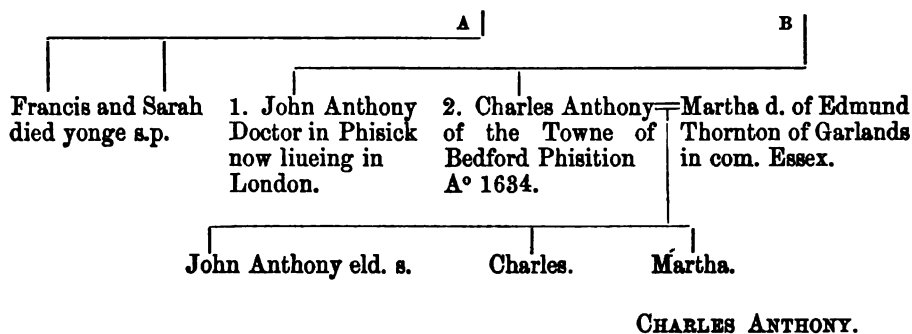 A B
Francis and Sarah
died yonge s.p.
1. John Anthony
Doctor in Phisick
now liueing in
London.
2. Charles Anthony
of the Towne of
Bedford Phisition
Aº 1634.
Martha d. of Edmund
Thornton of Garlands
in com. Essex.
John Anthony eld. s. Charles. Martha.
CHARLES ANTHONY.